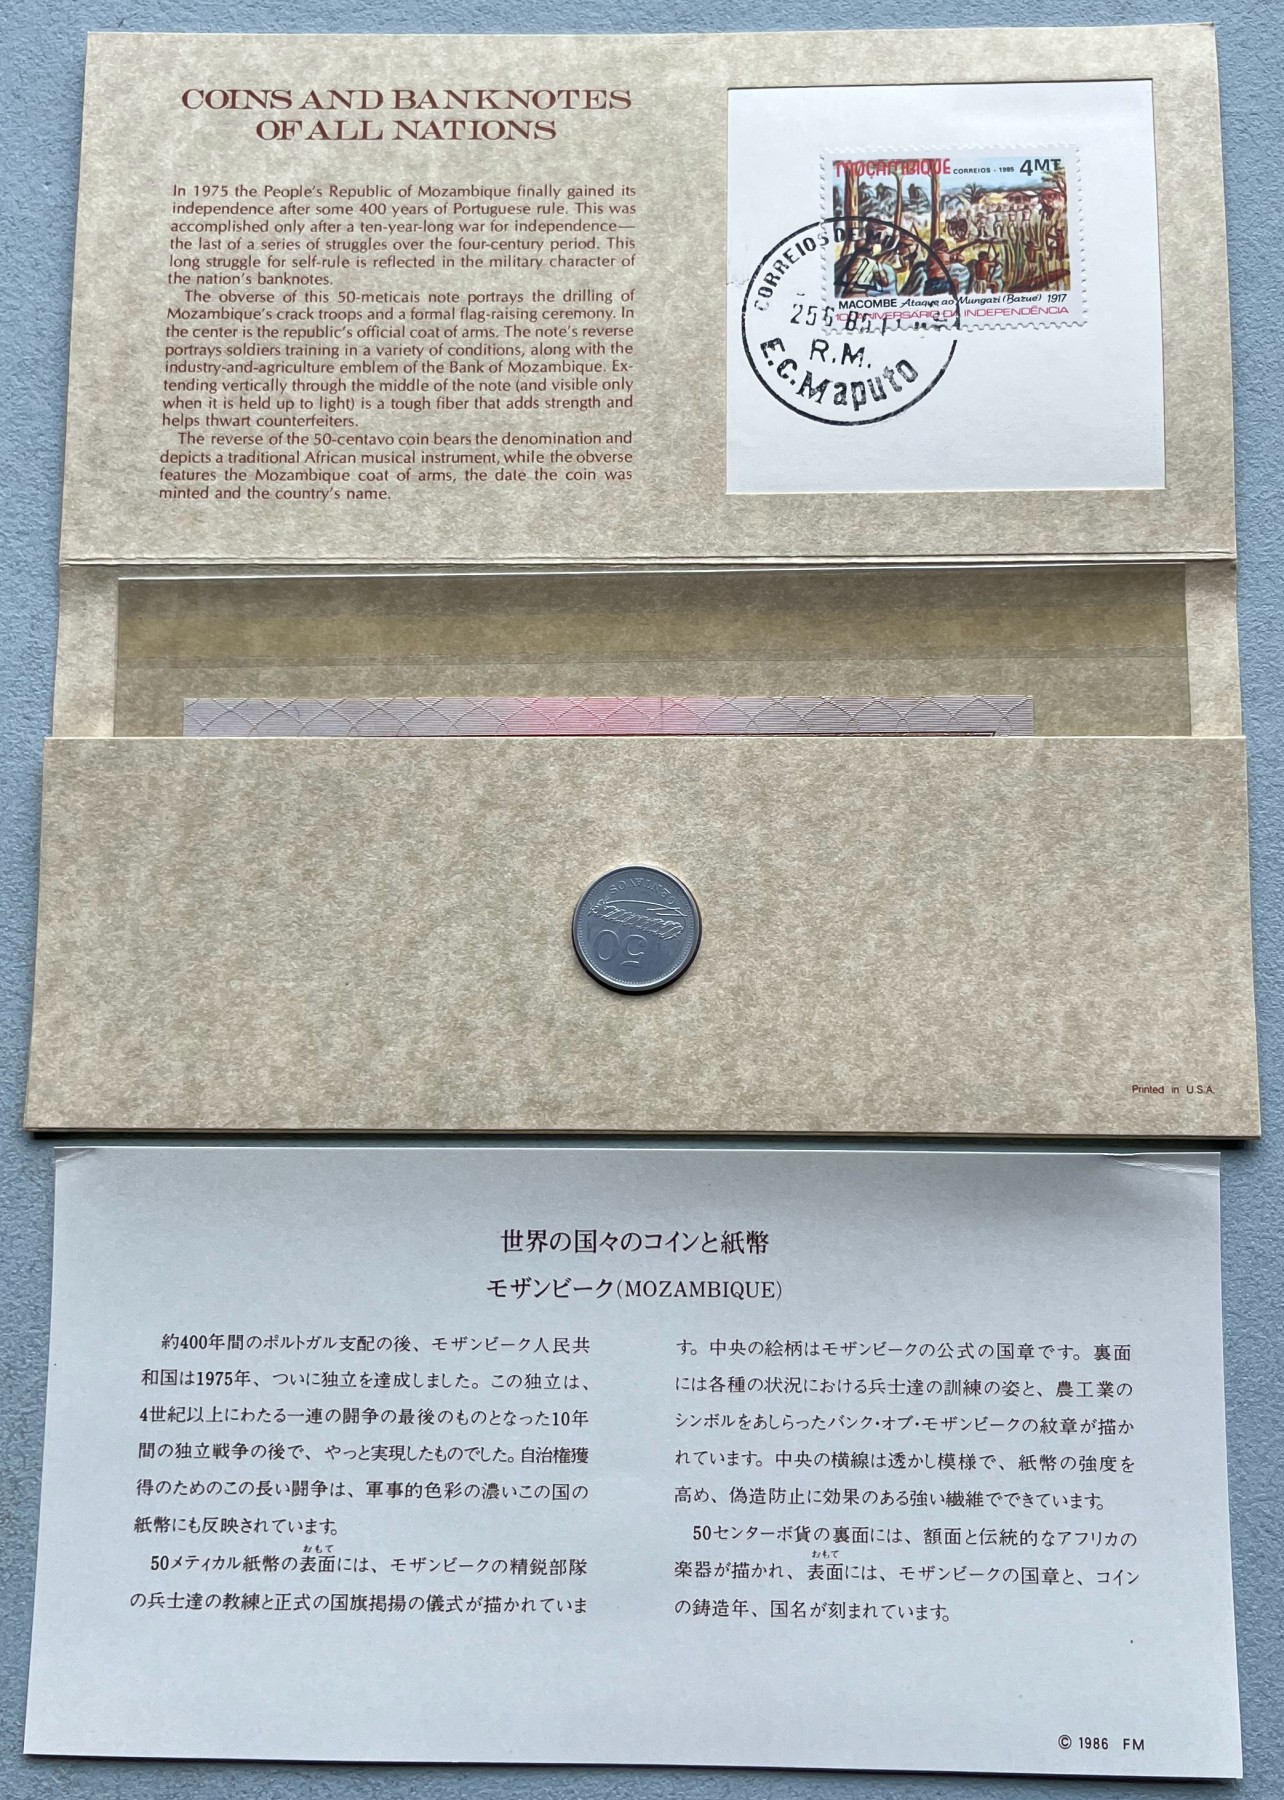 COINS AND BANKNOTES
OF ALL NATIONS
In 1975 the People's Republic of Mozambique finally gained its
independence after some 400 years of Portuguese rule. This was
accomplished only after a ten-year-long war for independence—
the last of a series of struggles over the four-century period. This
long struggle for self-rule is reflected in the military character of
the nation's banknotes.
The obverse of this 50-meticais note portrays the drilling of
Mozambique's crack troops and a formal flag-raising ceremony. In
the center is the republic's official coat of arms. The note's reverse
portrays soldiers training in a variety of conditions, along with the
industry-and-agriculture emblem of the Bank of Mozambique. Ex-
tending vertically through the middle of the note (and visible only
when it is held up to light) is a tough fiber that adds strength and
helps thwart counterfeiters.
The reverse of the 50-centavo coin bears the denomination and
depicts a traditional African musical instrument, while the obverse
features the Mozambique coat of arms, the date the coin was
minted and the country's name.
MOÇAMBIQUE CORREIOS - 1985 4MT
MACOMBE Ataque ao Mungari (Barué) 1917
10º ANIVERSÁRIO DA INDEPENDÊNCIA
CORREIOS DE
25 6 85
R.M.
E.C. Maputo
50
CENTAVOS
Printed in U.S.A.
世界の国々のコインと紙幣
モザンビーク(MOZAMBIQUE)
約400年間のポルトガル支配の後、モザンビーク人民共
和国は1975年、ついに独立を達成しました。この独立は、
4世紀以上にわたる一連の闘争の最後のものとなった10年
間の独立戦争の後で、やっと実現したものでした。自治権獲
得のためのこの長い闘争は、軍事的色彩の濃いこの国の
紙幣にも反映されています。
おもて
50メティカル紙幣の表面には、モザンビークの精鋭部隊
の兵士達の教練と正式の国旗掲揚の儀式が描かれていま
す。中央の絵柄はモザンビークの公式の国章です。裏面
には各種の状況における兵士達の訓練の姿と、農工業の
シンボルをあしらったバンク・オブ・モザンビークの紋章が描か
れています。中央の横線は透かし模様で、紙幣の強度を
高め、偽造防止に効果のある強い繊維でできています。
50センターボ貨の裏面には、額面と伝統的なアフリカの
おもて
楽器が描かれ、表面には、モザンビークの国章と、コイン
の鋳造年、国名が刻まれています。
© 1986 FM